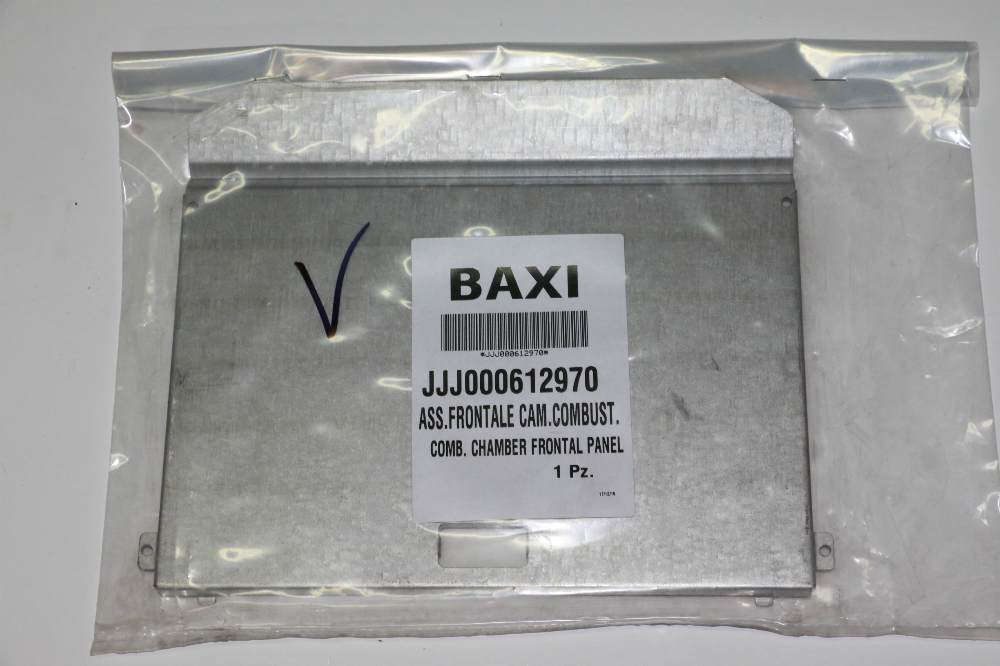 BAXI
*JJJ000612970*
JJJ000612970
ASS.FRONTALE CAM.COMBUST.
COMB. CHAMBER FRONTAL PANEL
1 Pz.